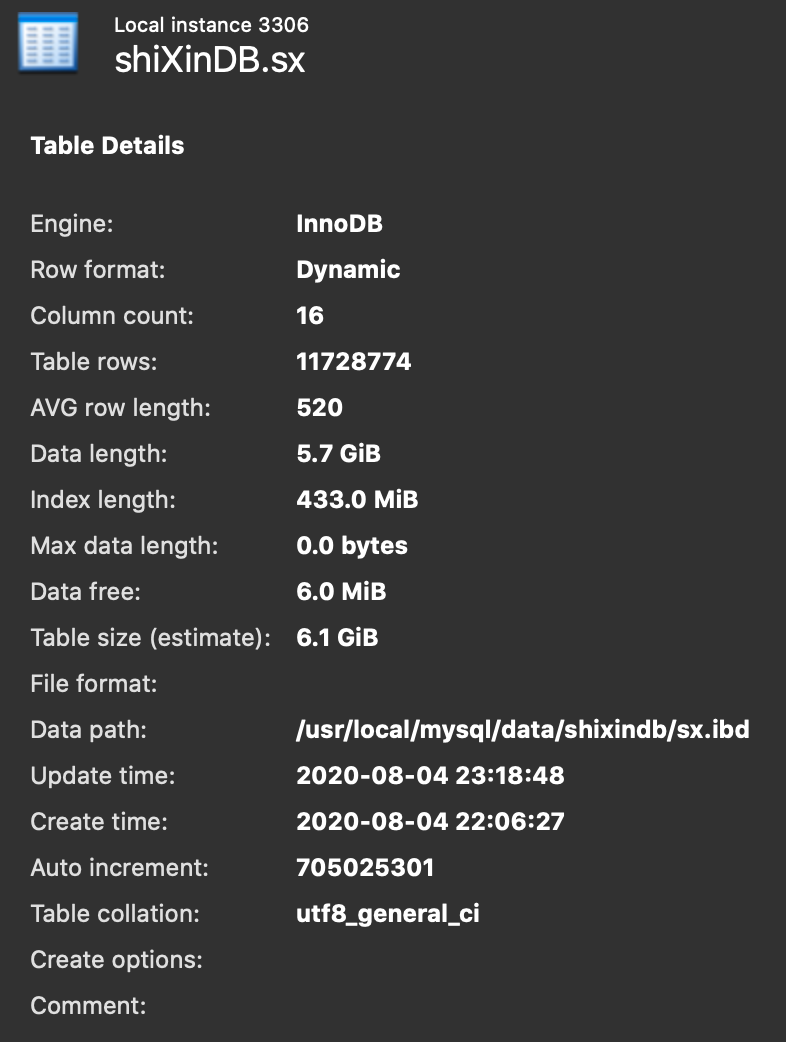 Local instance 3306
shiXinDB.sx
Table Details
Engine: InnoDB
Row format: Dynamic
Column count: 16
Table rows: 11728774
AVG row length: 520
Data length: 5.7 GiB
Index length: 433.0 MiB
Max data length: 0.0 bytes
Data free: 6.0 MiB
Table size (estimate): 6.1 GiB
File format:
Data path: /usr/local/mysql/data/shixindb/sx.ibd
Update time: 2020-08-04 23:18:48
Create time: 2020-08-04 22:06:27
Auto increment: 705025301
Table collation: utf8_general_ci
Create options:
Comment: